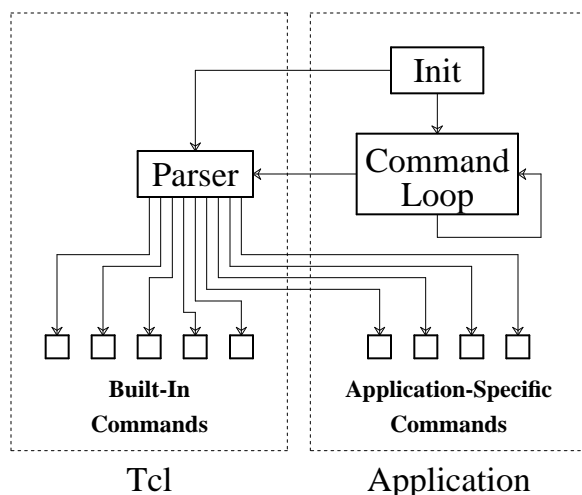 Init
Parser
Command
Loop
Built-In
Commands
Application-Specific
Commands
Tcl
Application